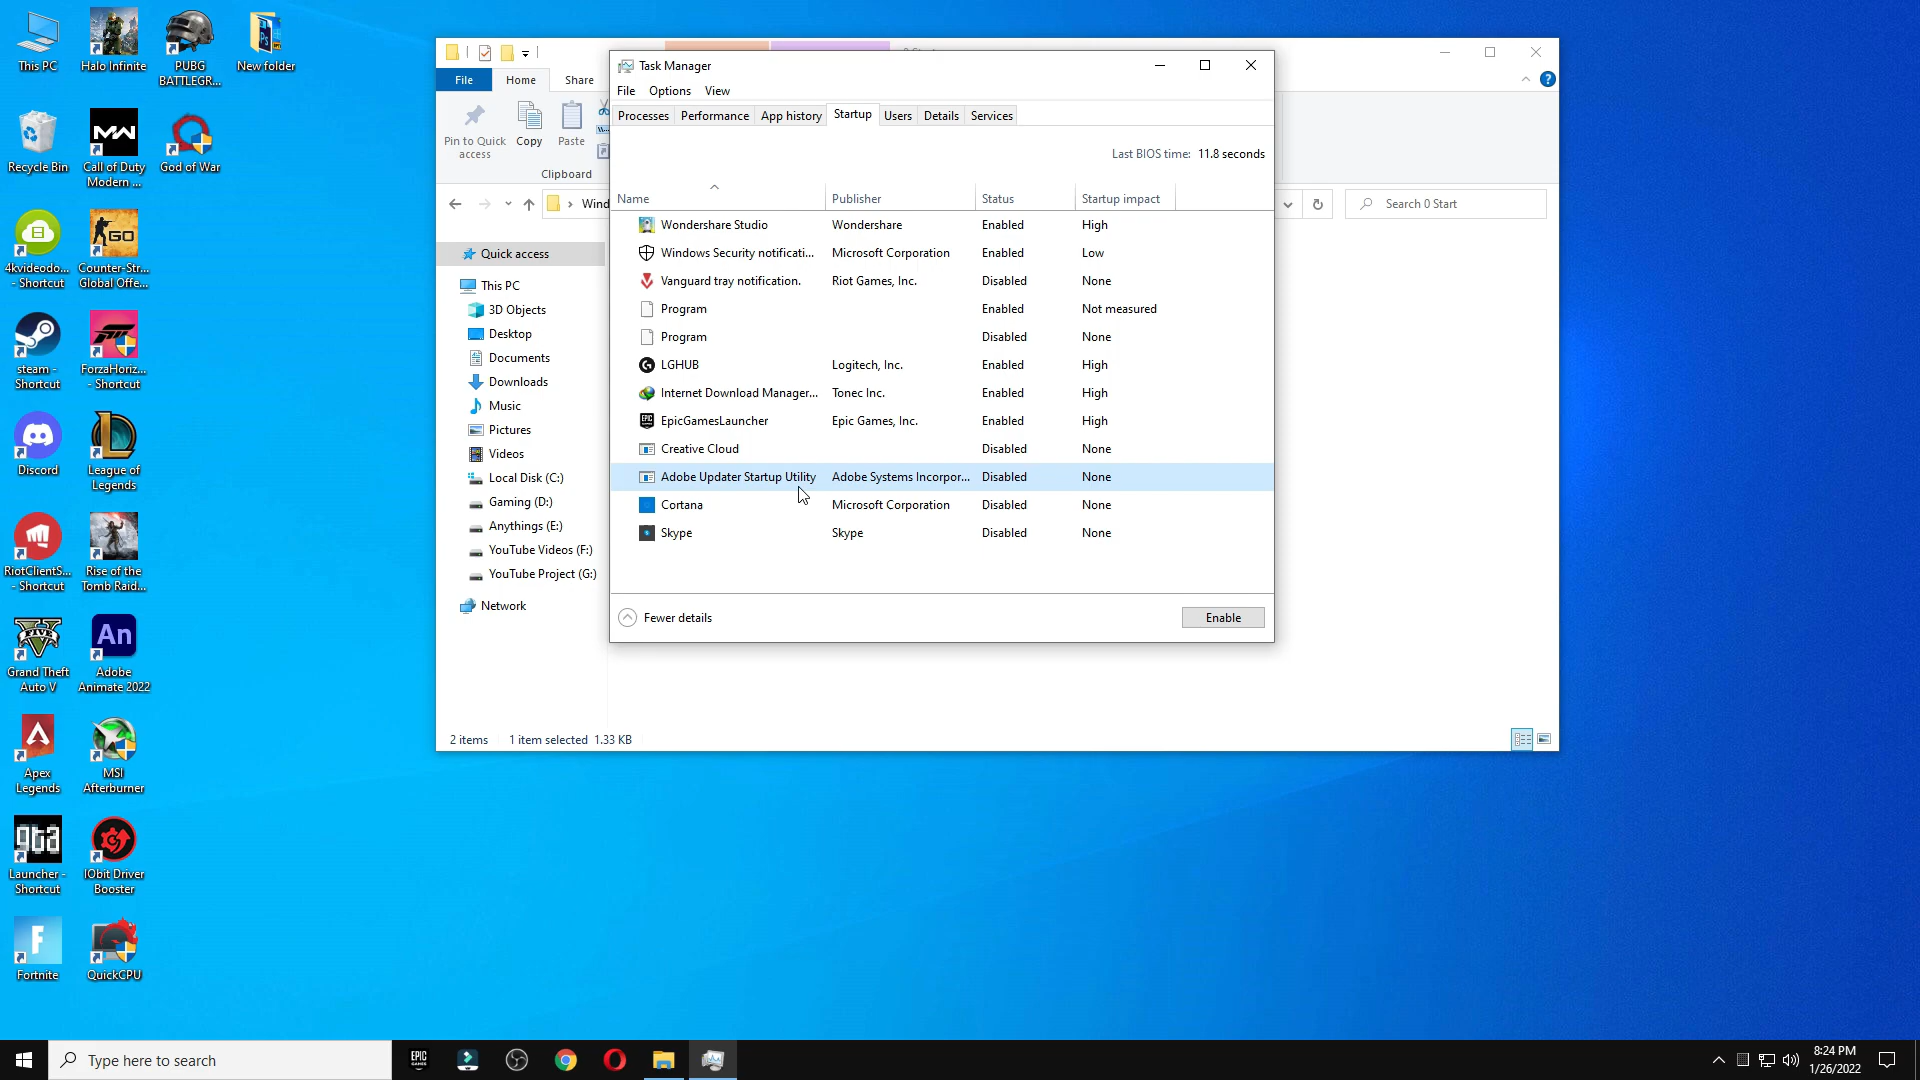 This PC
Halo Infinite
PUBG
BATTLEGR...
New folder
Recycle Bin
Call of Duty
Modern ...
God of War
4kvideodo...
- Shortcut
Counter-Str...
Global Offe...
steam -
Shortcut
ForzaHoriz...
- Shortcut
Discord
League of
Legends
RiotClientS...
- Shortcut
Rise of the
Tomb Raid...
Grand Theft
Auto V
Adobe
Animate 2022
Apex
Legends
MSI
Afterburner
Launcher -
Shortcut
IObit Driver
Booster
Fortnite
QuickCPU
File
Home
Share
Pin to Quick
access
Copy
Paste
Clipboard
Wind
Search 0 Start
Quick access
This PC
3D Objects
Desktop
Documents
Downloads
Music
Pictures
Videos
Local Disk (C:)
Gaming (D:)
Anythings (E:)
YouTube Videos (F:)
YouTube Project (G:)
Network
2 items 1 item selected 1.33 KB
Task Manager
File Options View
Processes Performance App history Startup Users Details Services
Last BIOS time: 11.8 seconds
Name Publisher Status Startup impact
Wondershare Studio Wondershare Enabled High
Windows Security notificati... Microsoft Corporation Enabled Low
Vanguard tray notification. Riot Games, Inc. Disabled None
Program Enabled Not measured
Program Disabled None
LGHUB Logitech, Inc. Enabled High
Internet Download Manager... Tonec Inc. Enabled High
EpicGamesLauncher Epic Games, Inc. Enabled High
Creative Cloud Disabled None
Adobe Updater Startup Utility Adobe Systems Incorpor... Disabled None
Cortana Microsoft Corporation Disabled None
Skype Skype Disabled None
Fewer details
Enable
Type here to search
8:24 PM
1/26/2022